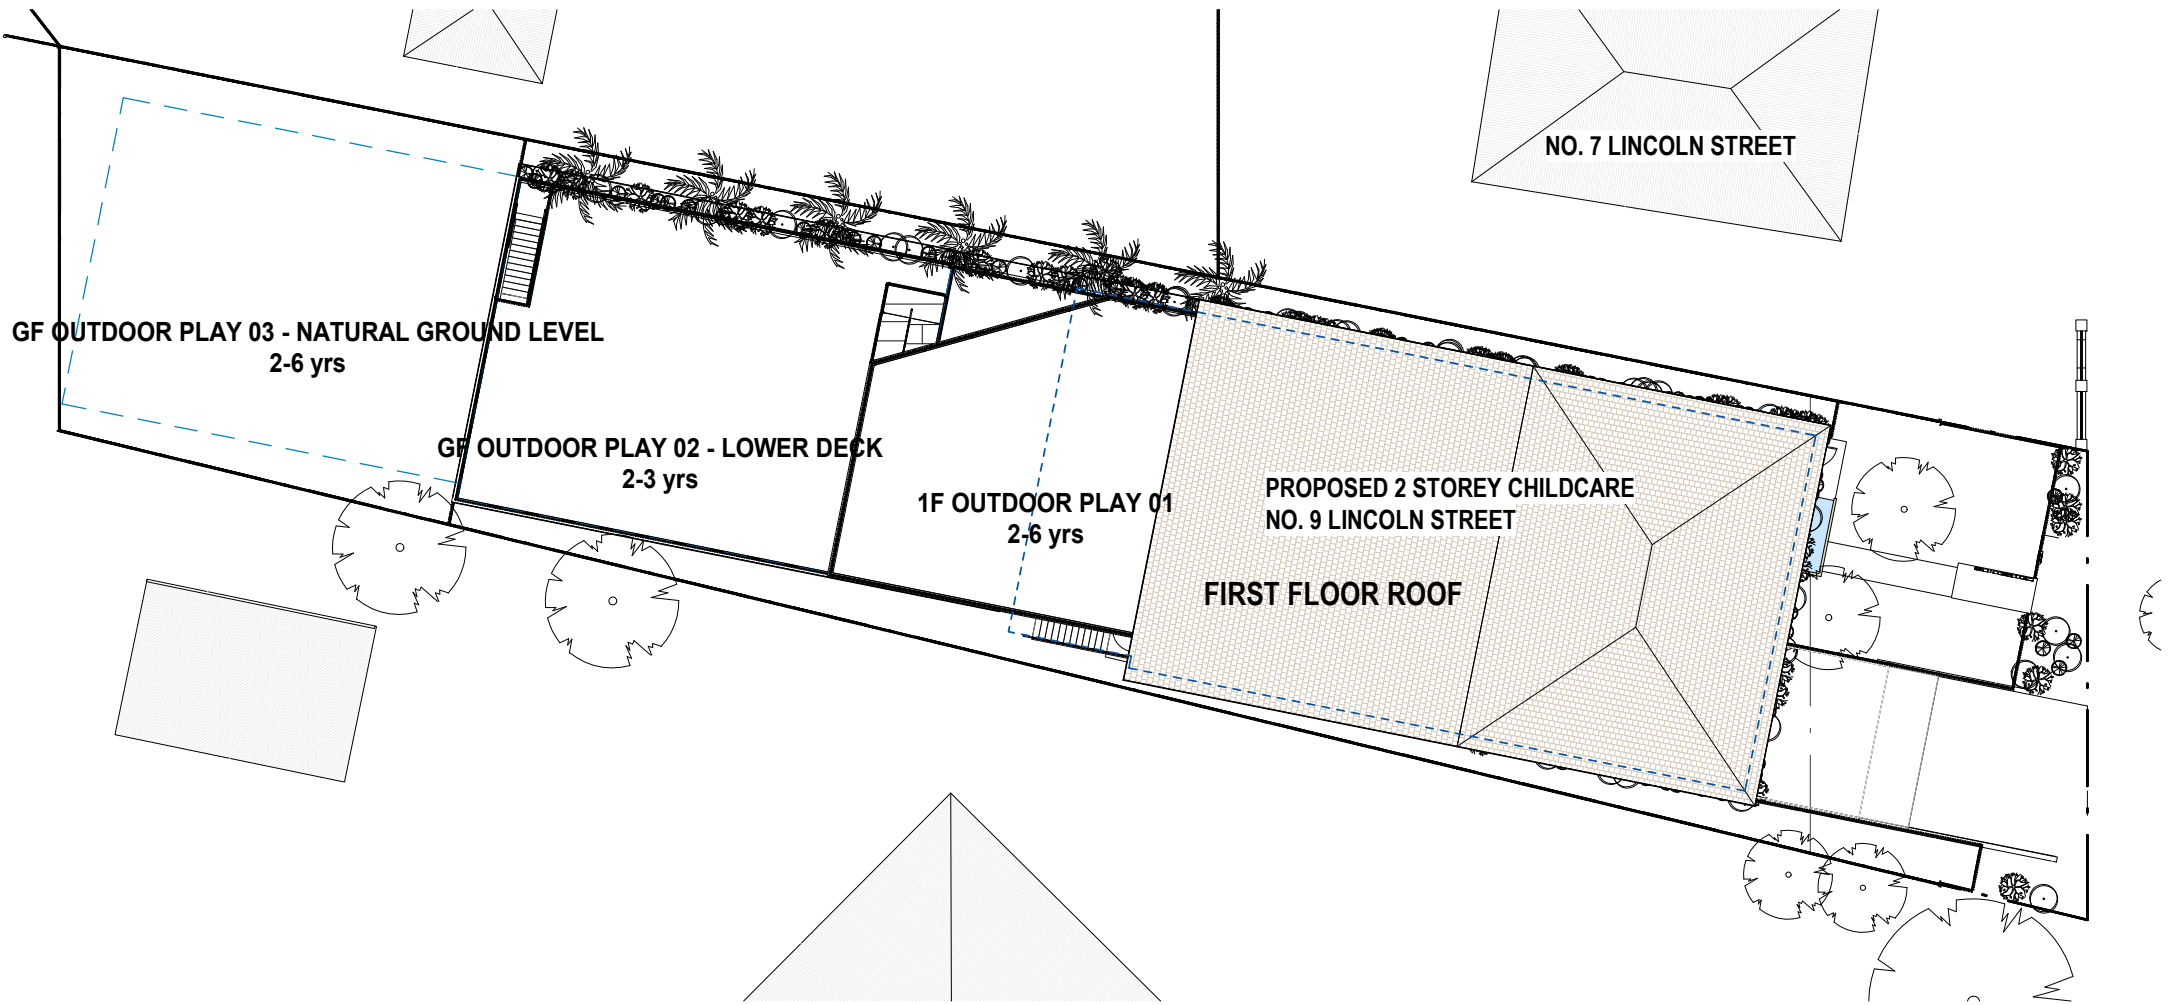 NO. 7 LINCOLN STREET
GF OUTDOOR PLAY 03 - NATURAL GROUND LEVEL
2-6 yrs
GF OUTDOOR PLAY 02 - LOWER DECK
2-3 yrs
1F OUTDOOR PLAY 01
2-6 yrs
PROPOSED 2 STOREY CHILDCARE
NO. 9 LINCOLN STREET
FIRST FLOOR ROOF